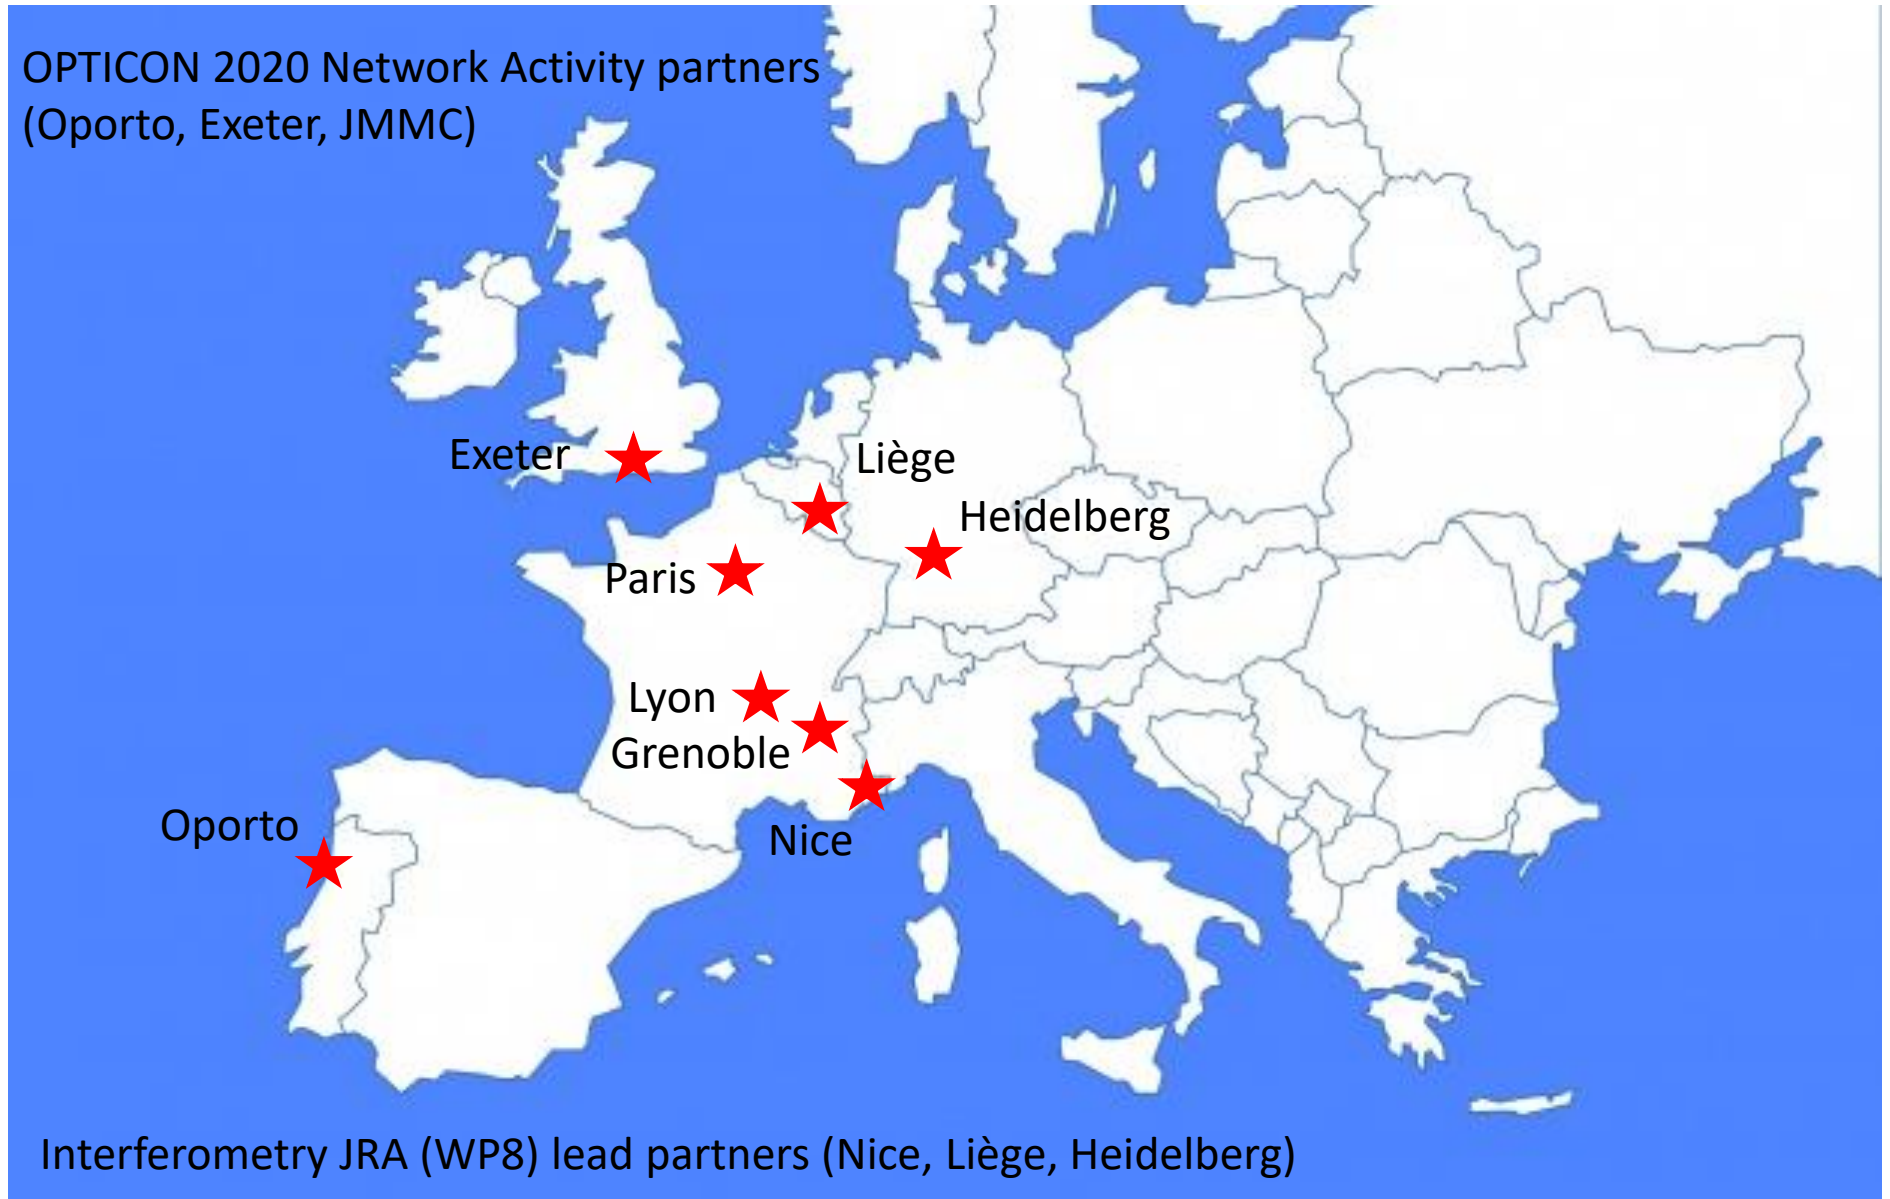 OPTICON 2020 Network Activity partners
(Oporto, Exeter, JMMC)
Exeter
Liège
Heidelberg
Paris
Lyon
Grenoble
Oporto
Nice
Interferometry JRA (WP8) lead partners (Nice, Liège, Heidelberg)